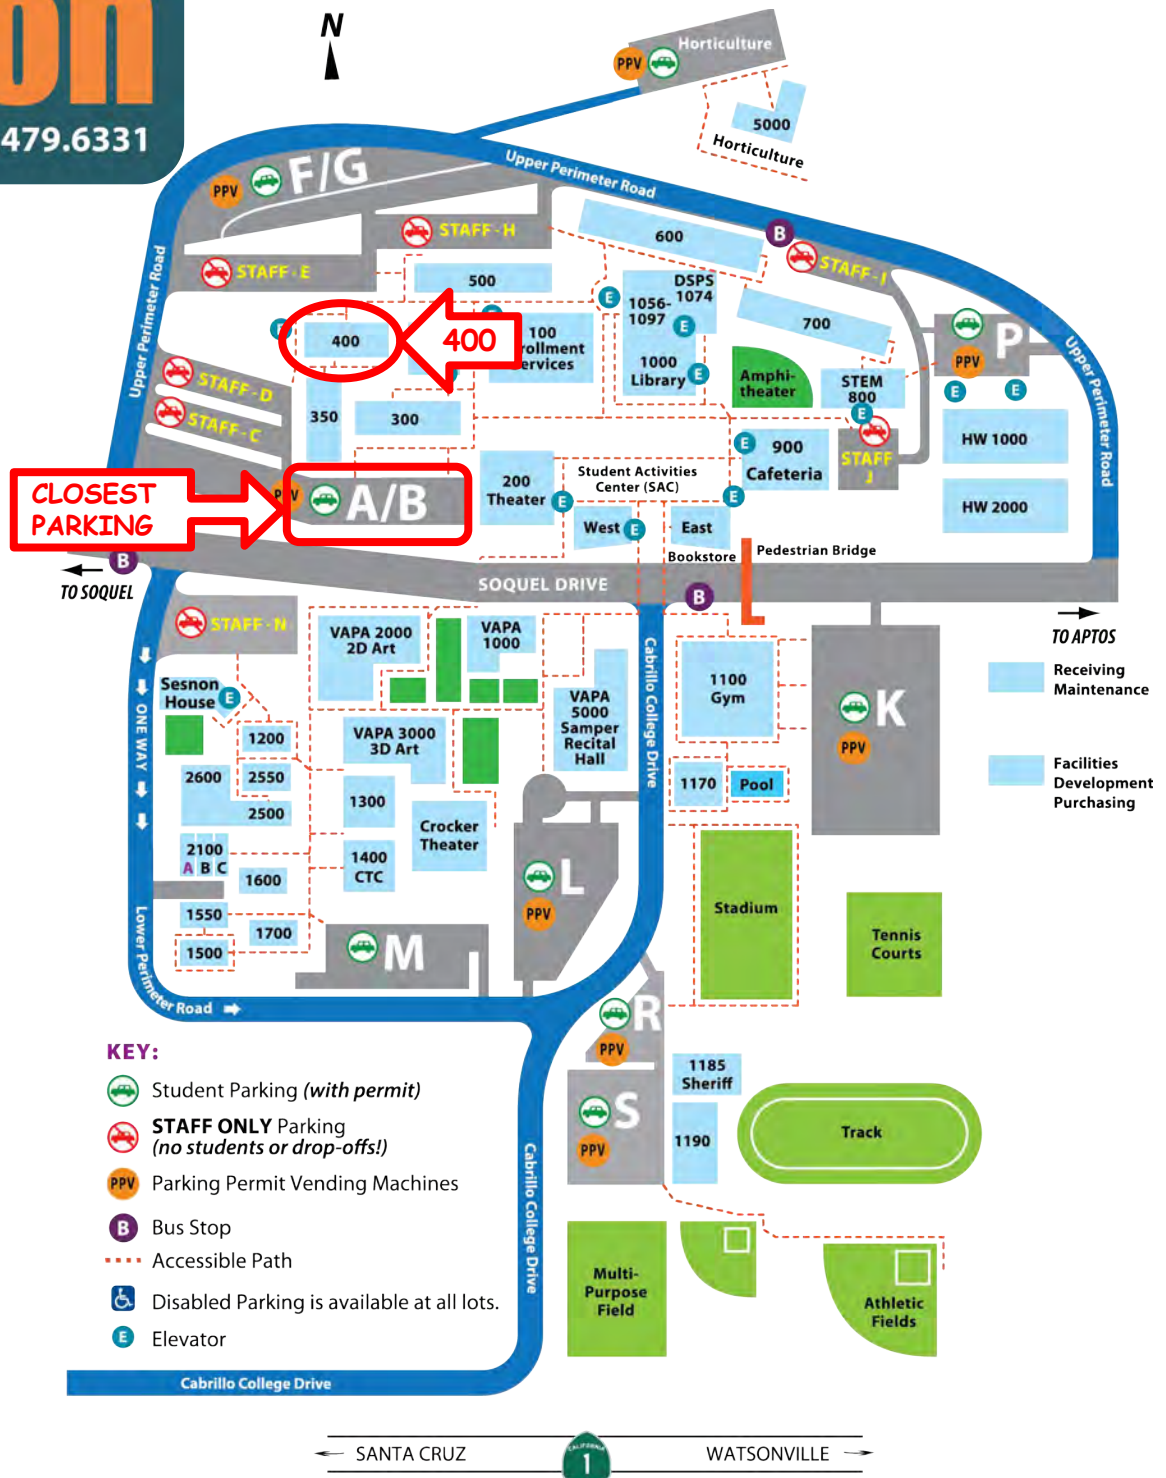 on
479.6331
N
PPV
Horticulture
5000
Horticulture
Upper Perimeter Road
PPV
F/G
B
STAFF - H
600
STAFF - I
STAFF - E
Upper Perimeter Road
500
DSPS
1074
1056-
1097
E
E
E
E
700
P
PPV
Upper Perimeter Road
400
400
100
rollment
ervices
1000
Library
E
Amphi-
theater
STEM
800
E
E
E
STAFF - D
STAFF - C
350
300
HW 1000
STAFF
J
E
900
Cafeteria
CLOSEST
PARKING
PPV
A/B
200
Theater
E
Student Activities
Center (SAC)
E
West
E
East
HW 2000
Bookstore
Pedestrian Bridge
B
TO SOQUEL
SOQUEL DRIVE
B
TO APTOS
STAFF - N
VAPA 2000
2D Art
VAPA
1000
Cabrillo College Drive
1100
Gym
K
PPV
Receiving
Maintenance
Sesnon
House
E
ONE WAY
1200
VAPA 3000
3D Art
VAPA
5000
Samper
Recital
Hall
2600
2550
2500
1300
1170
Pool
Facilities
Development
Purchasing
Crocker
Theater
2100
A B C
1400
CTC
1600
L
PPV
Stadium
Tennis
Courts
1550
1700
1500
M
Lower Perimeter Road
R
PPV
KEY:
Student Parking (with permit)
STAFF ONLY Parking
(no students or drop-offs!)
PPV
Parking Permit Vending Machines
B
Bus Stop
Accessible Path
Disabled Parking is available at all lots.
E
Elevator
1185
Sheriff
S
PPV
1190
Track
Cabrillo College Drive
Multi-
Purpose
Field
Athletic
Fields
Cabrillo College Drive
SANTA CRUZ
CALIFORNIA
1
WATSONVILLE